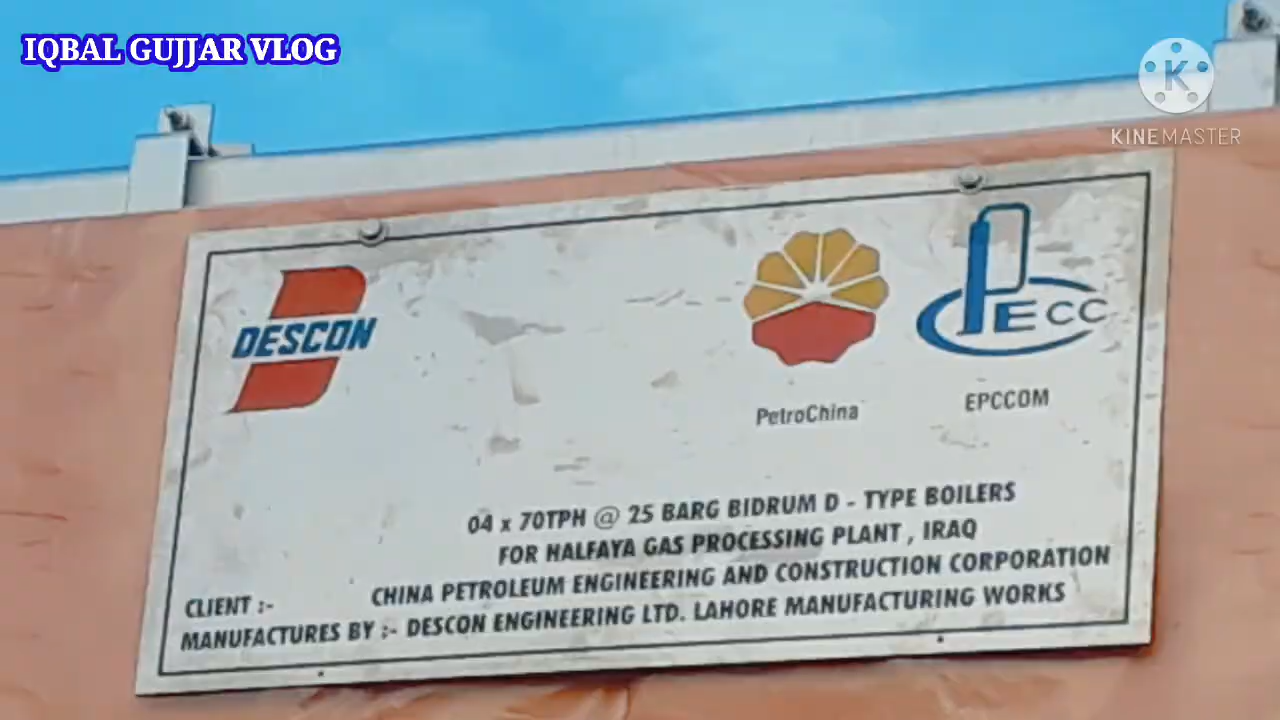 IQBAL GUJJAR VLOG
K
KINEMASTER
DESCON
PECC
PetroChina
EPCCOM
04 x 70TPH @ 25 BARG BIDRUM D - TYPE BOILERS
FOR HALFAYA GAS PROCESSING PLANT , IRAQ
CLIENT :- CHINA PETROLEUM ENGINEERING AND CONSTRUCTION CORPORATION
MANUFACTURES BY :- DESCON ENGINEERING LTD. LAHORE MANUFACTURING WORKS